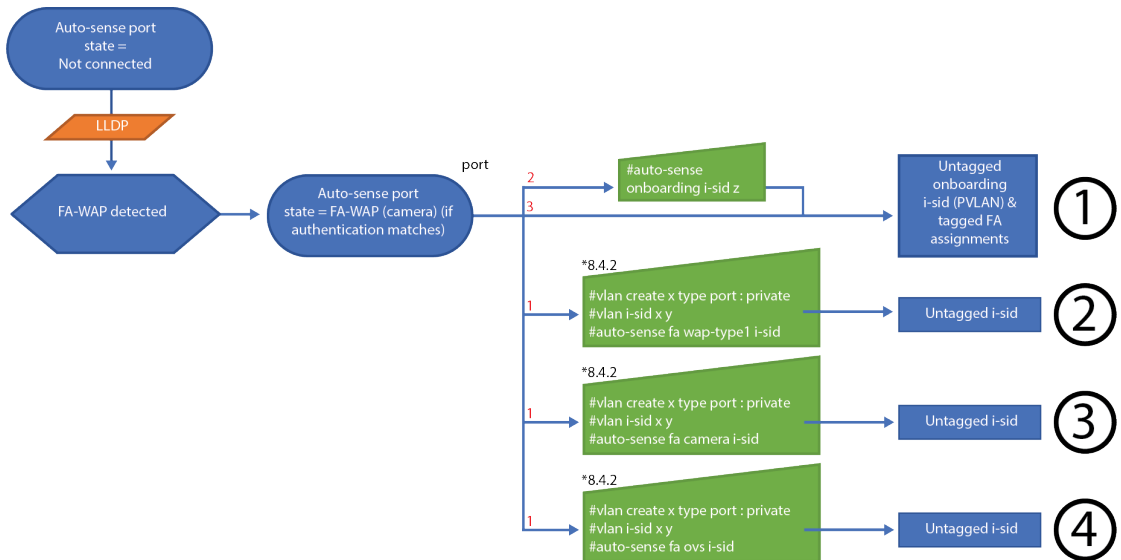 Auto-sense port
state =
Not connected
LLDP
FA-WAP detected
Auto-sense port
state = FA-WAP (camera) (if
authentication matches)
port
2
3
#auto-sense
onboarding i-sid z
Untagged
onboarding
i-sid (PVLAN) &
tagged FA
assignments
1
*8.4.2
1
#vlan create x type port : private
#vlan i-sid x y
#auto-sense fa wap-type1 i-sid
Untagged i-sid
2
*8.4.2
1
#vlan create x type port : private
#vlan i-sid x y
#auto-sense fa camera i-sid
Untagged i-sid
3
*8.4.2
1
#vlan create x type port : private
#vlan i-sid x y
#auto-sense fa ovs i-sid
Untagged i-sid
4